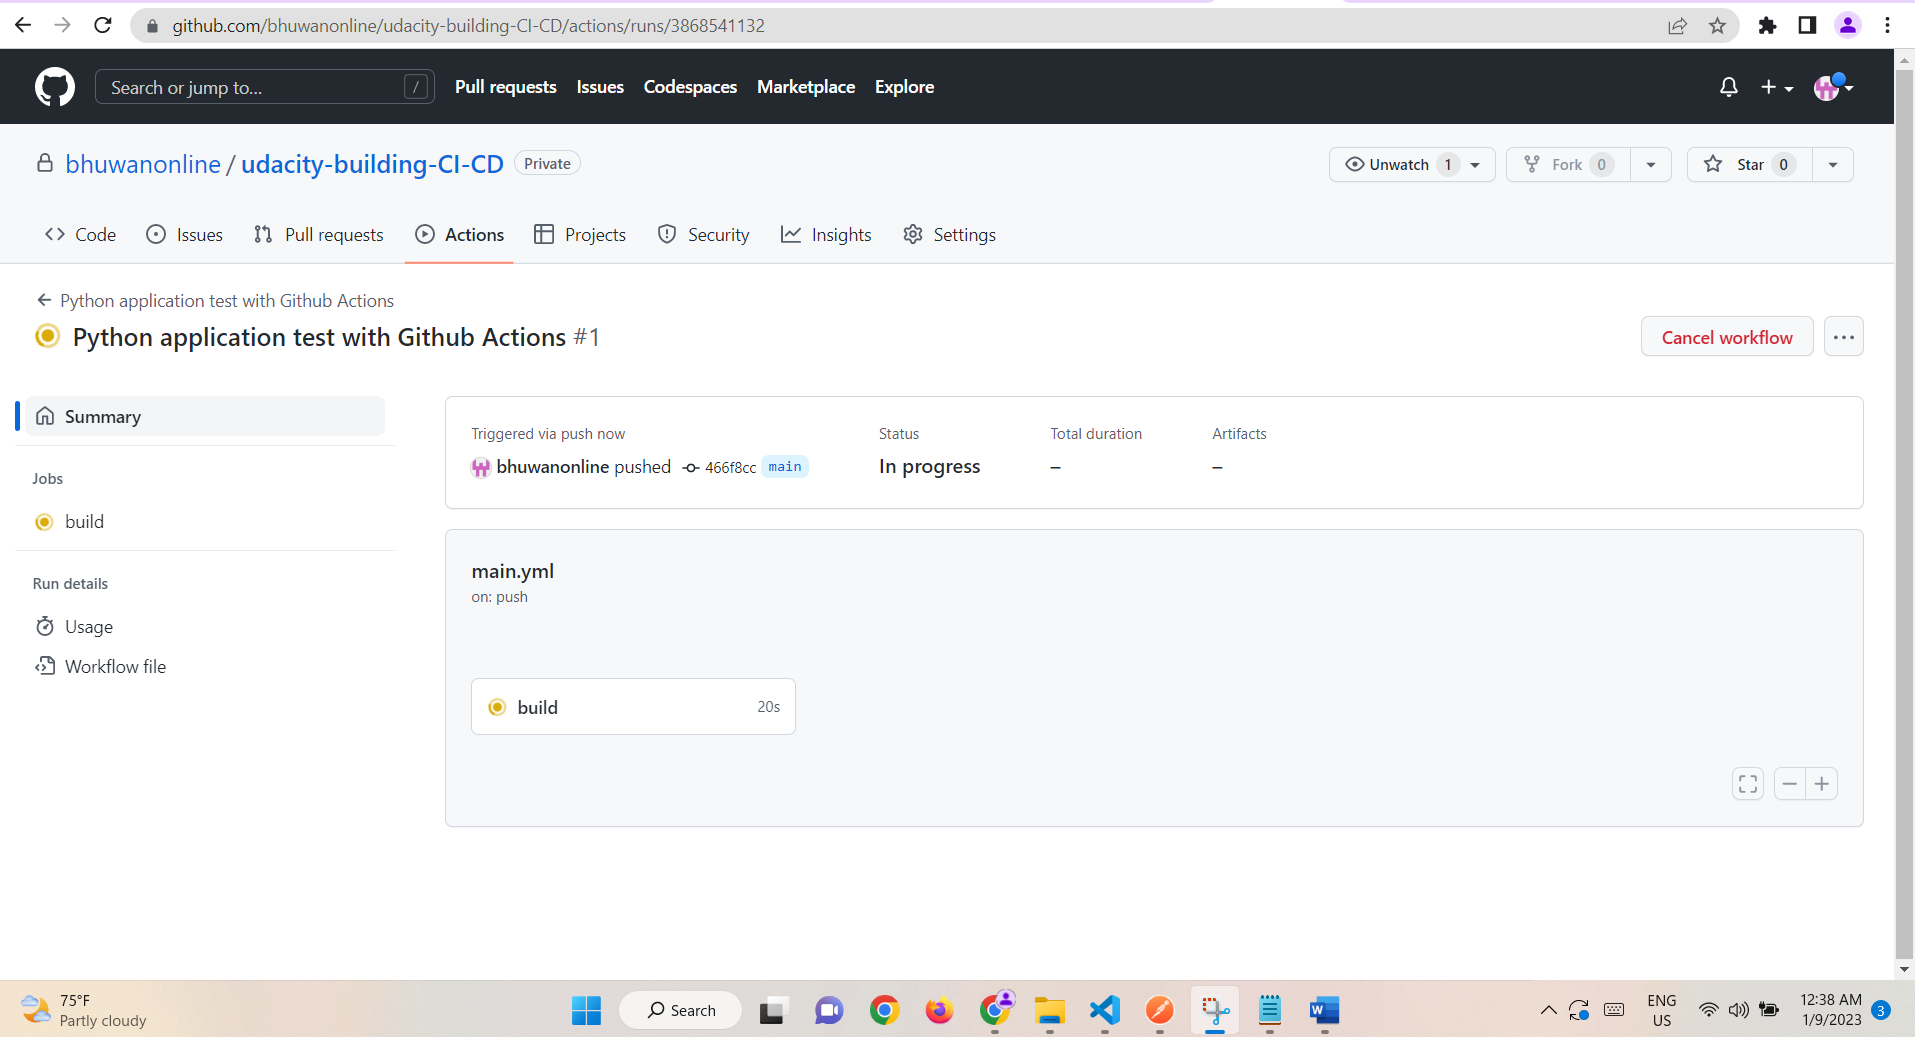 github.com/bhuwanonline/udacity-building-CI-CD/actions/runs/3868541132
Search or jump to... /
Pull requests Issues Codespaces Marketplace Explore
bhuwanonline / udacity-building-CI-CD Private
Unwatch 1 Fork 0 Star 0
Code Issues Pull requests Actions Projects Security Insights Settings
Python application test with Github Actions
Python application test with Github Actions #1
Cancel workflow
Summary
Jobs
build
Run details
Usage
Workflow file
Triggered via push now
bhuwanonline pushed 466f8cc main
Status
In progress
Total duration
–
Artifacts
–
main.yml
on: push
build 20s
75°F
Partly cloudy
Search
ENG
US
12:38 AM
1/9/2023
3